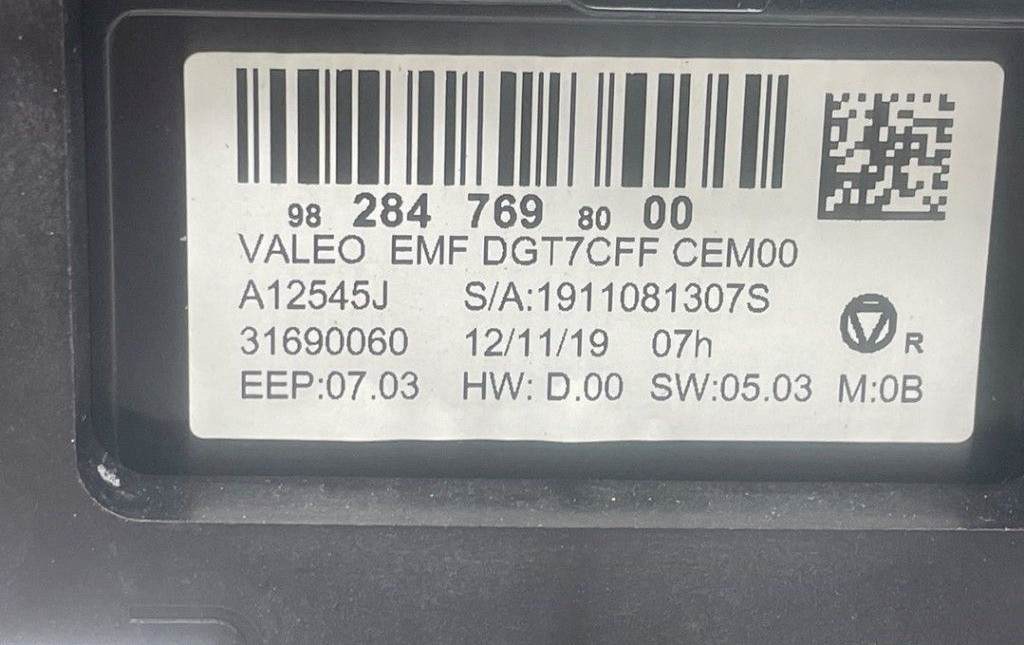 98 284 769 80 00
VALEO EMF DGT7CFF CEM00
A12545J S/A:1911081307S
31690060 12/11/19 07h
R
EEP:07.03 HW: D.00 SW:05.03 M:0B